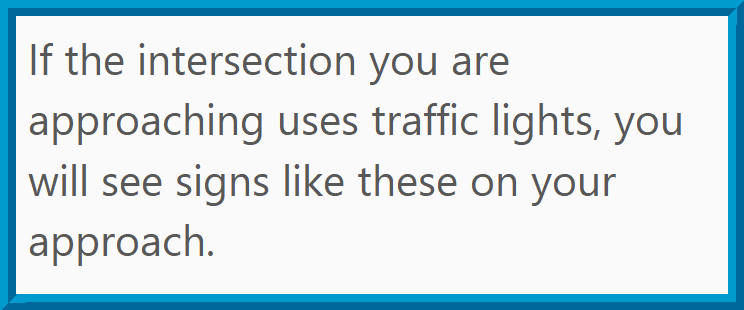 If the intersection you are
approaching uses traffic lights, you
will see signs like these on your
approach.